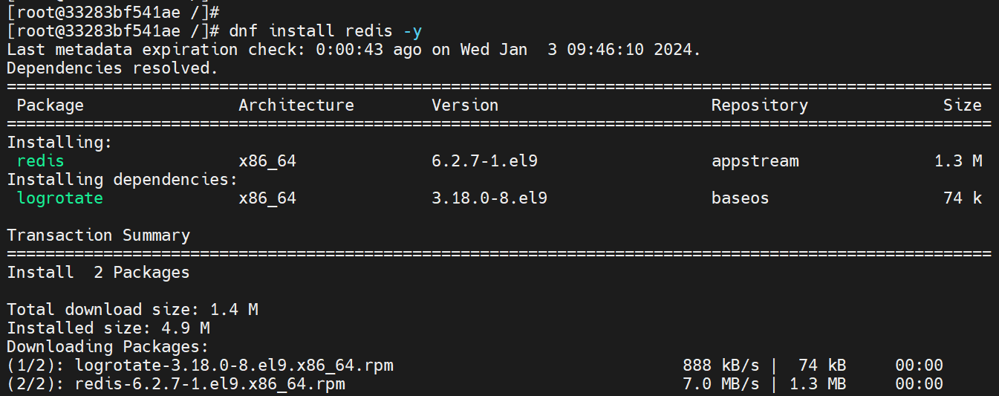 [root@33283bf541ae /]#
[root@33283bf541ae /]# dnf install redis -y
Last metadata expiration check: 0:00:43 ago on Wed Jan  3 09:46:10 2024.
Dependencies resolved.
======================================================================================================
 Package                Architecture        Version                      Repository              Size
======================================================================================================
Installing:
 redis                  x86_64              6.2.7-1.el9                  appstream              1.3 M
Installing dependencies:
 logrotate              x86_64              3.18.0-8.el9                 baseos                  74 k

Transaction Summary
======================================================================================================
Install  2 Packages

Total download size: 1.4 M
Installed size: 4.9 M
Downloading Packages:
(1/2): logrotate-3.18.0-8.el9.x86_64.rpm                              888 kB/s |  74 kB     00:00
(2/2): redis-6.2.7-1.el9.x86_64.rpm                                   7.0 MB/s | 1.3 MB     00:00